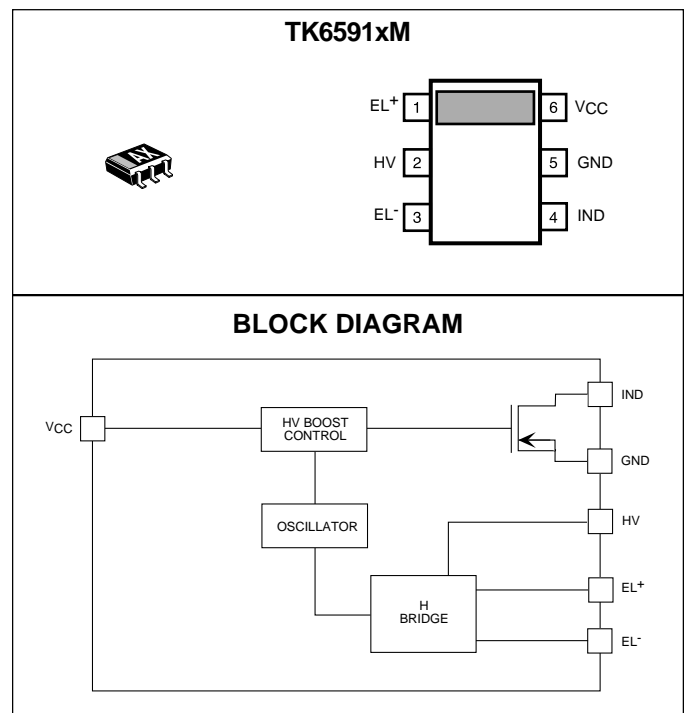 TK6591xM
AX
EL+ 1
6 VCC
HV 2
5 GND
EL- 3
4 IND
BLOCK DIAGRAM
VCC
HV BOOST
CONTROL
IND
GND
OSCILLATOR
HV
H
BRIDGE
EL+
EL-